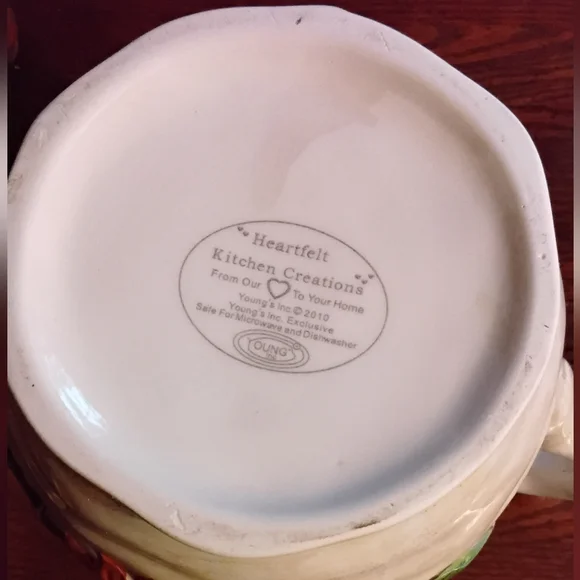 Heartfelt
Kitchen Creations
From Our To Your Home
Young's Inc © 2010
Young's Inc. Exclusive
Safe For Microwave and Dishwasher
YOUNG'S